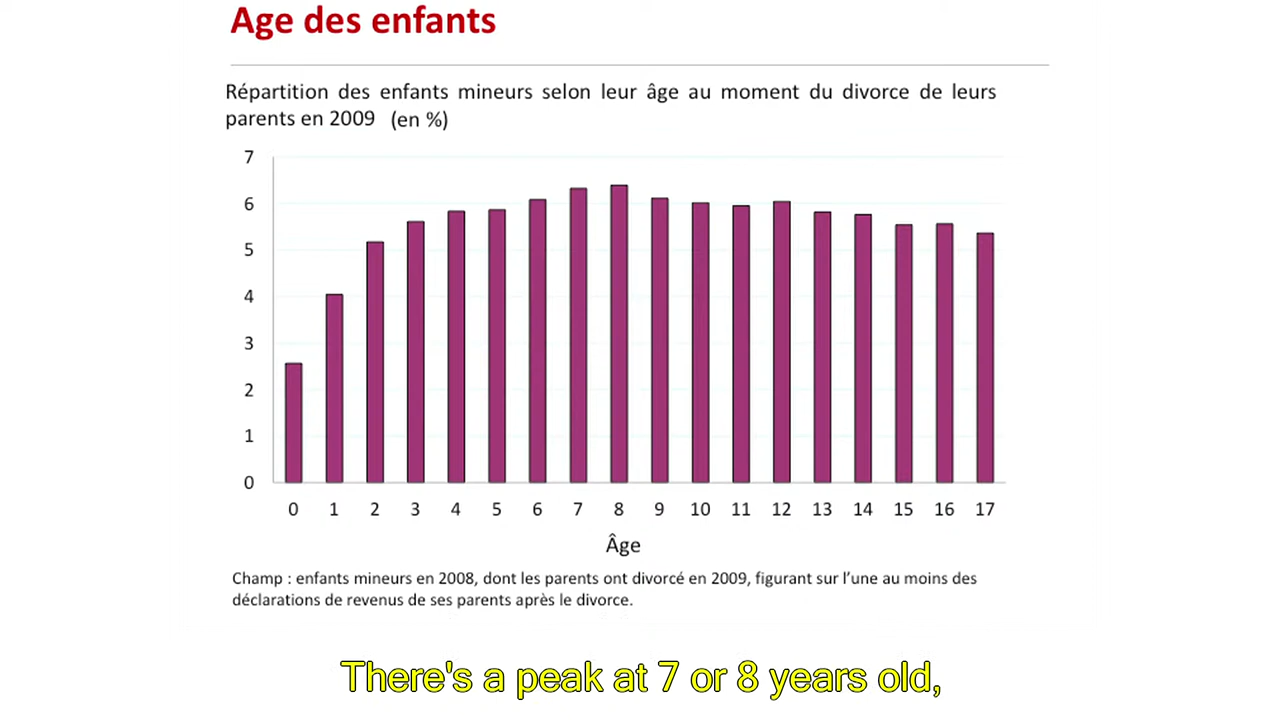 Age des enfants
Répartition des enfants mineurs selon leur âge au moment du divorce de leurs
parents en 2009 (en %)
7
6
5
4
3
2
1
0
0 1 2 3 4 5 6 7 8 9 10 11 12 13 14 15 16 17
Âge
Champ : enfants mineurs en 2008, dont les parents ont divorcé en 2009, figurant sur l’une au moins des
déclarations de revenus de ses parents après le divorce.
There's a peak at 7 or 8 years old,